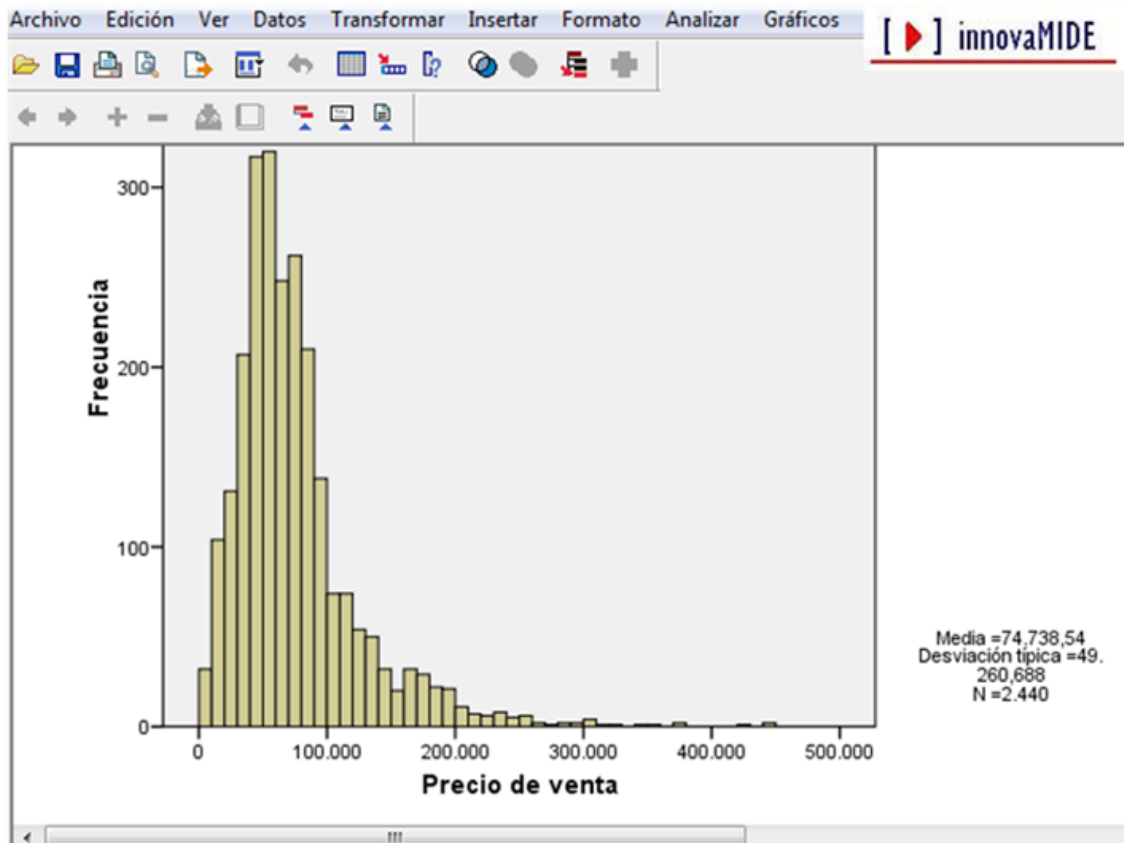 Archivo Edición Ver Datos Transformar Insertar Formato Analizar Gráficos
[ ] innovaMIDE
300
Frecuencia
200
100
0
0 100.000 200.000 300.000 400.000 500.000
Precio de venta
Media =74,738,54
Desviación típica =49.
260,688
N =2.440